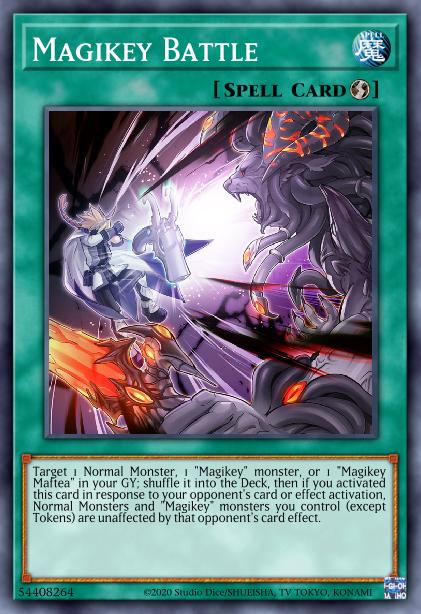 MAGIKEY BATTLE
SPELL
魔
[SPELL CARD]
Target 1 Normal Monster, 1 "Magikey" monster, or 1 "Magikey
Maftea" in your GY; shuffle it into the Deck, then if you activated
this card in response to your opponent's card or effect activation,
Normal Monsters and "Magikey" monsters you control (except
Tokens) are unaffected by that opponent's card effect.
54408264
©2020 Studio Dice/SHUEISHA, TV TOKYO, KONAMI